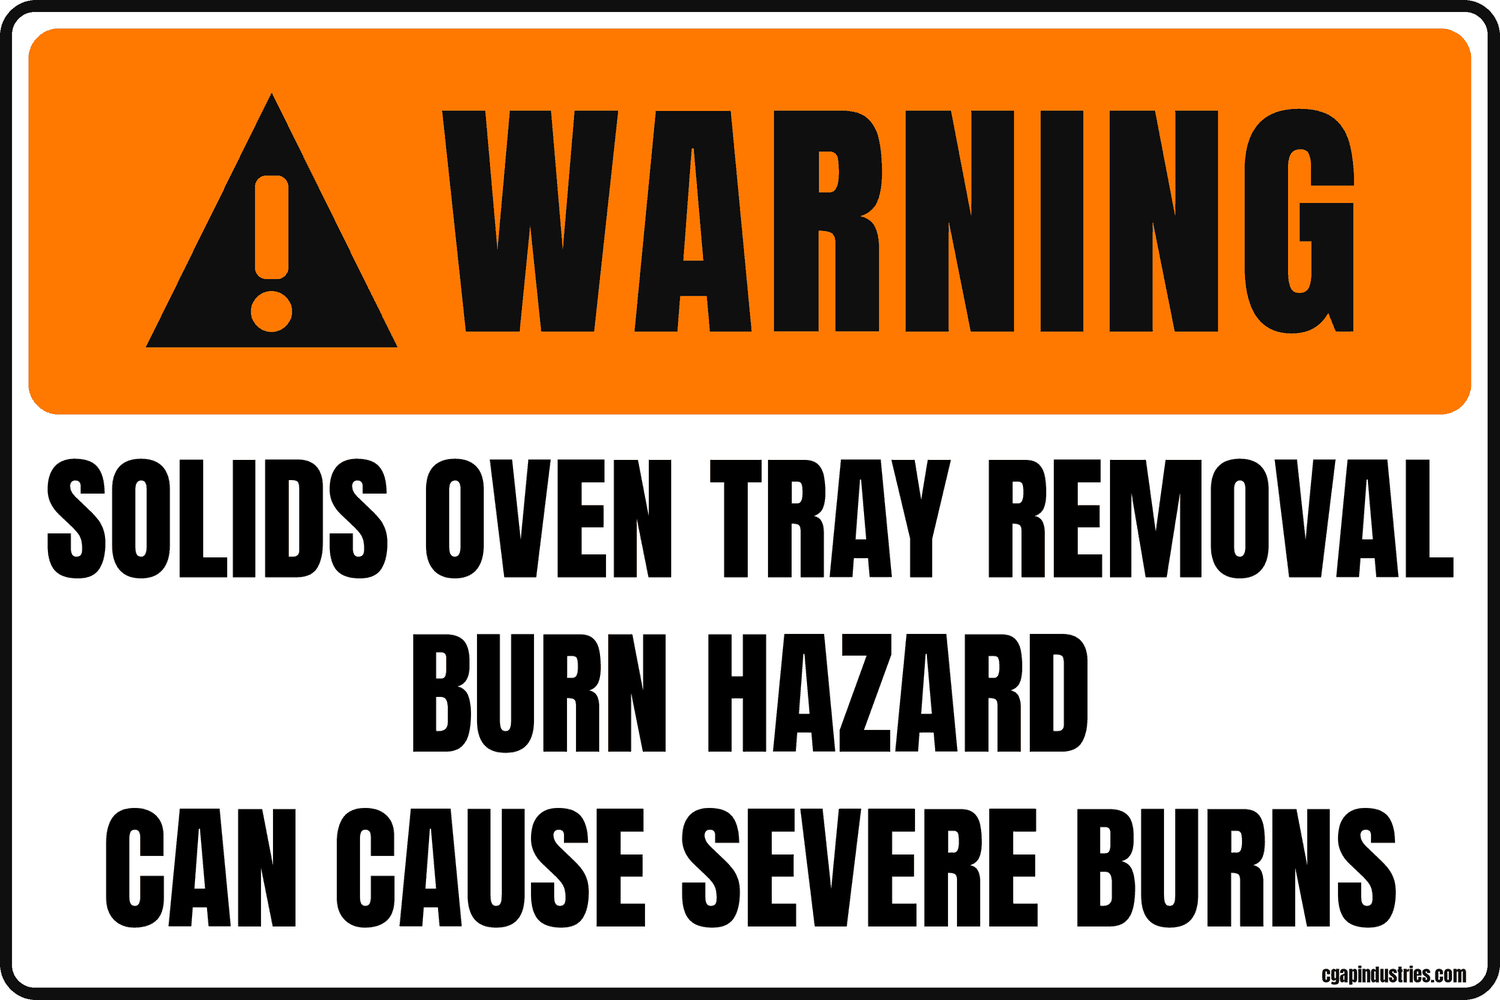 WARNING
SOLIDS OVEN TRAY REMOVAL
BURN HAZARD
CAN CAUSE SEVERE BURNS
cgapindustries.com